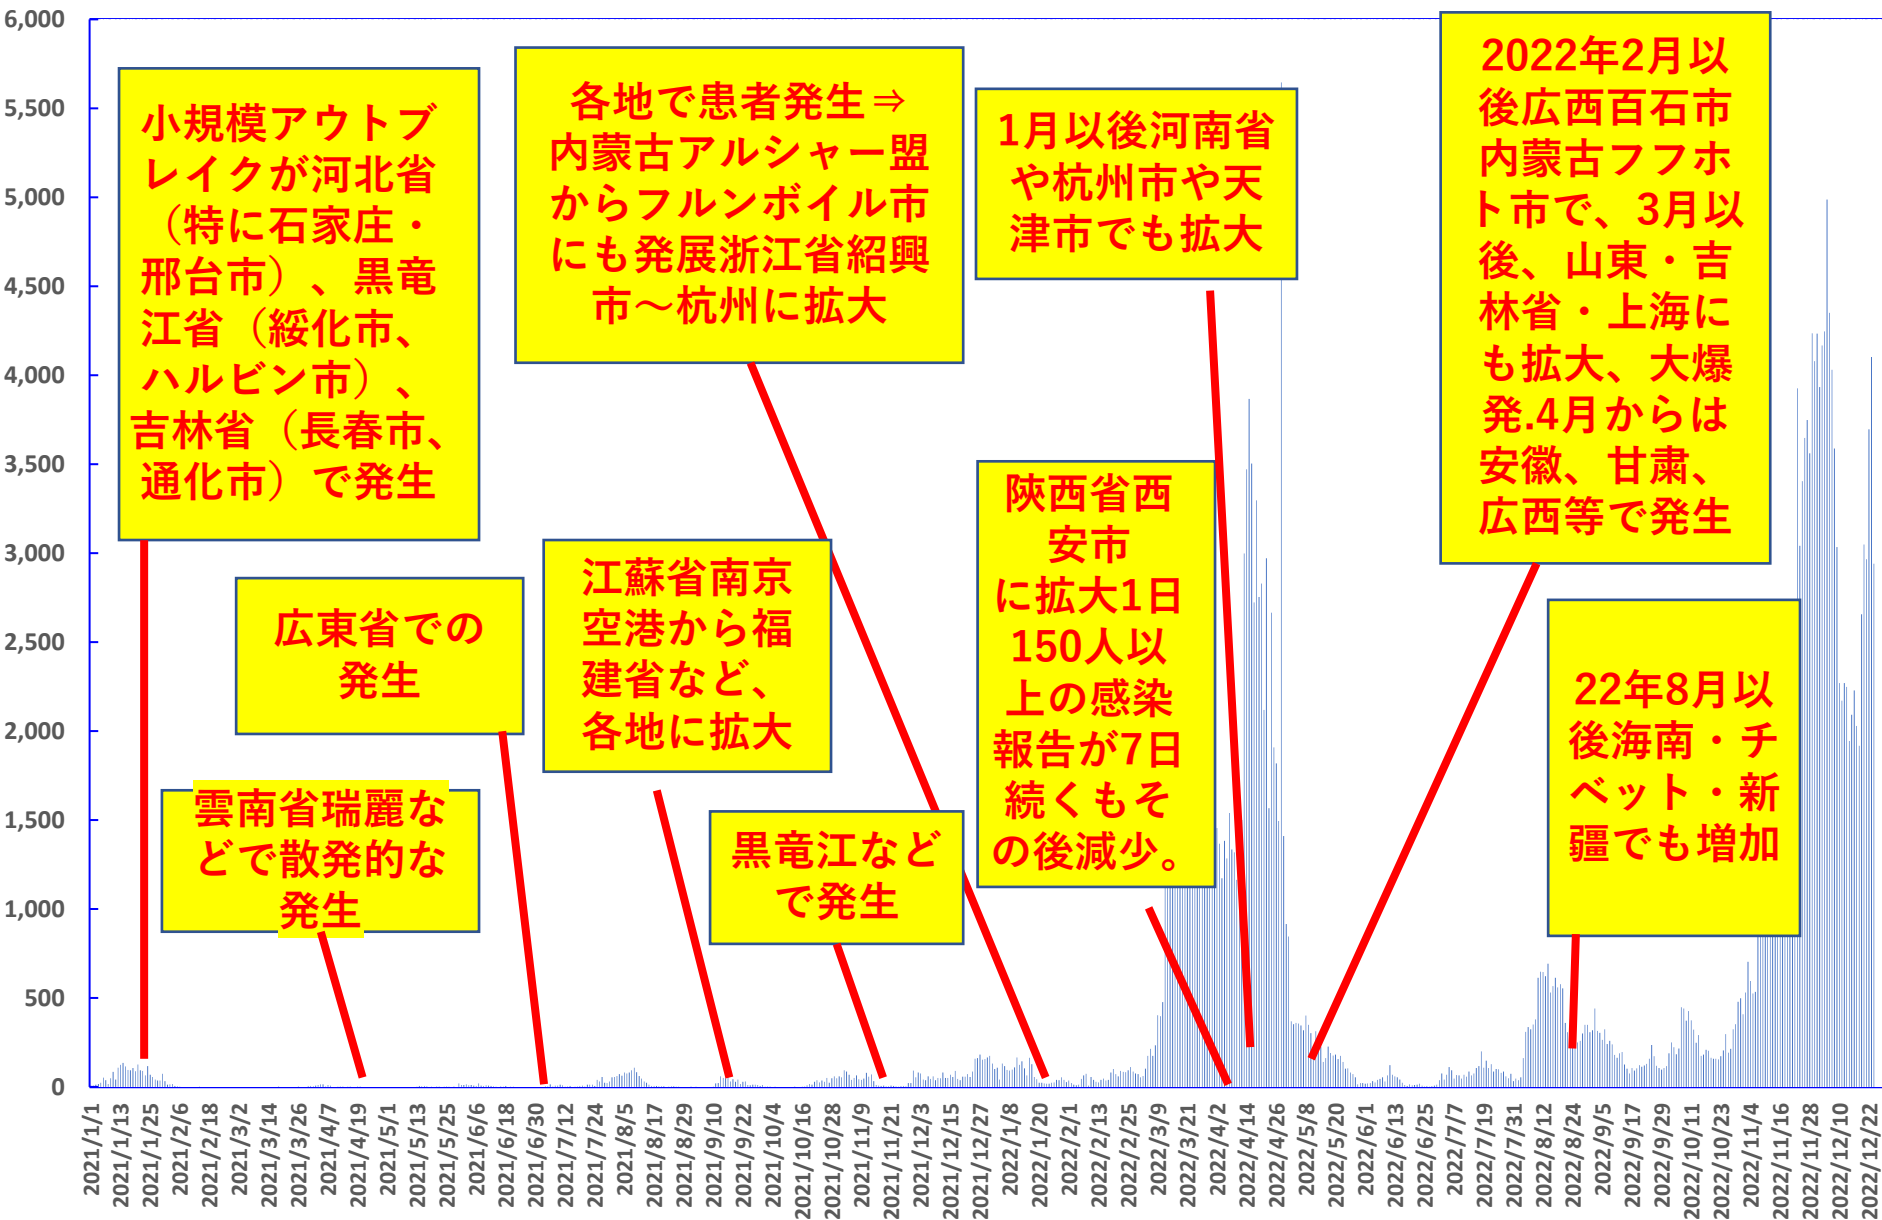 6,000
5,500
5,000
4,500
4,000
3,500
3,000
2,500
2,000
1,500
1,000
500
0
小規模アウトブ
レイクが河北省
（特に石家庄・
邢台市）、黒竜
江省（綏化市、
ハルビン市）、
吉林省（長春市、
通化市）で発生
各地で患者発生⇒
内蒙古アルシャー盟
からフルンボイル市
にも発展浙江省紹興
市～杭州に拡大
1月以後河南省
や杭州市や天
津市でも拡大
2022年2月以
後広西百石市
内蒙古フフホ
ト市で、3月以
後、山東・吉
林省・上海に
も拡大、大爆
発.4月からは
安徽、甘粛、
広西等で発生
広東省での
発生
江蘇省南京
空港から福
建省など、
各地に拡大
陝西省西
安市
に拡大1日
150人以
上の感染
報告が7日
続くもそ
の後減少。
22年8月以
後海南・チ
ベット・新
疆でも増加
雲南省瑞麗な
どで散発的な
発生
黒竜江など
で発生
2021/1/1
2021/1/13
2021/1/25
2021/2/6
2021/2/18
2021/3/2
2021/3/14
2021/3/26
2021/4/7
2021/4/19
2021/5/1
2021/5/13
2021/5/25
2021/6/6
2021/6/18
2021/6/30
2021/7/12
2021/7/24
2021/8/5
2021/8/17
2021/8/29
2021/9/10
2021/9/22
2021/10/4
2021/10/16
2021/10/28
2021/11/9
2021/11/21
2021/12/3
2021/12/15
2021/12/27
2022/1/8
2022/1/20
2022/2/1
2022/2/13
2022/2/25
2022/3/9
2022/3/21
2022/4/2
2022/4/14
2022/4/26
2022/5/8
2022/5/20
2022/6/1
2022/6/13
2022/6/25
2022/7/7
2022/7/19
2022/7/31
2022/8/12
2022/8/24
2022/9/5
2022/9/17
2022/9/29
2022/10/11
2022/10/23
2022/11/4
2022/11/16
2022/11/28
2022/12/10
2022/12/22